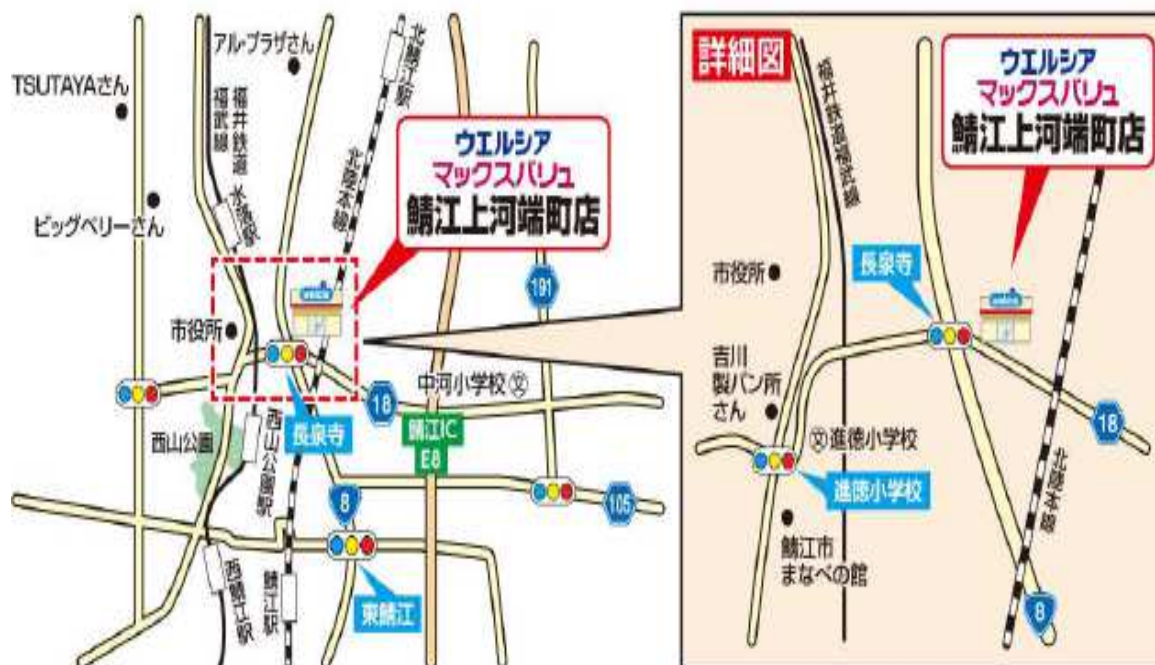 アル・プラザさん
TSUTAYAさん
福井鉄道
福武線
北鯖江駅
ウエルシア
マックスバリュ
鯖江上河端町店
北陸本線
水落駅
ビッグベリーさん
191
市役所
中河小学校
文
18
長泉寺
鯖江IC
E8
西山公園
西山公園駅
8
105
東鯖江
西鯖江駅
鯖江駅
詳細図
福井鉄道福武線
ウエルシア
マックスバリュ
鯖江上河端町店
長泉寺
市役所
吉川
製パン所
さん
18
文進徳小学校
進徳小学校
北陸本線
鯖江市
まなべの館
8